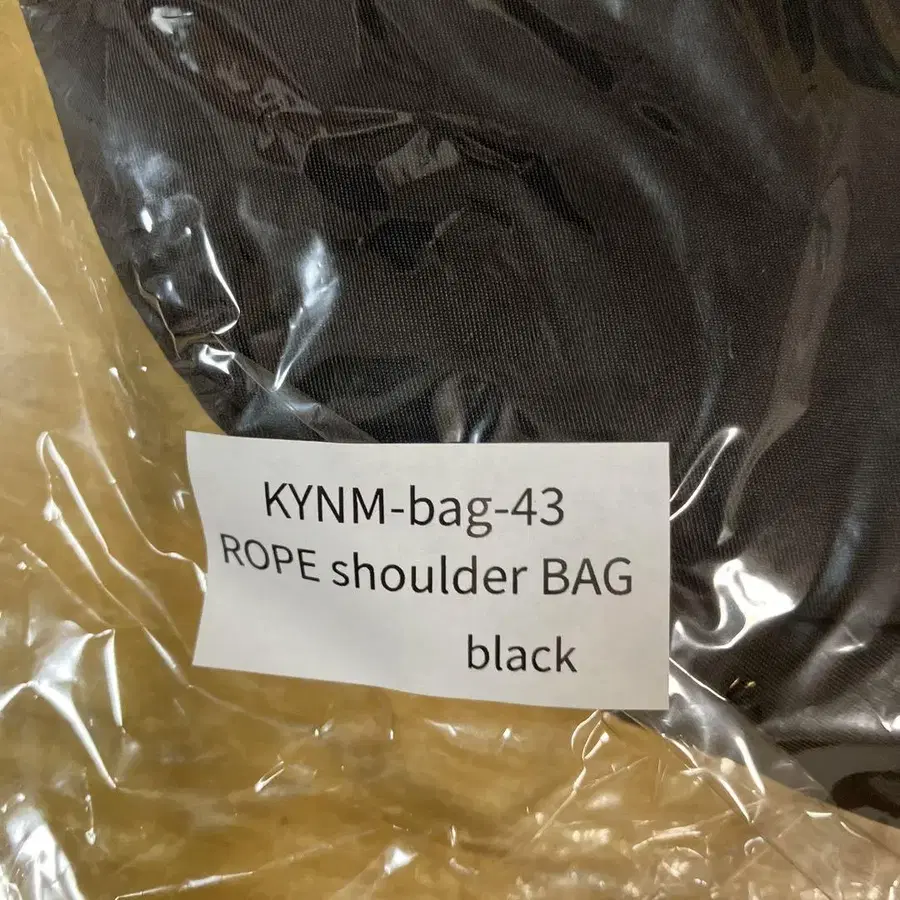 KYNM-bag-43
ROPE shoulder BAG
black